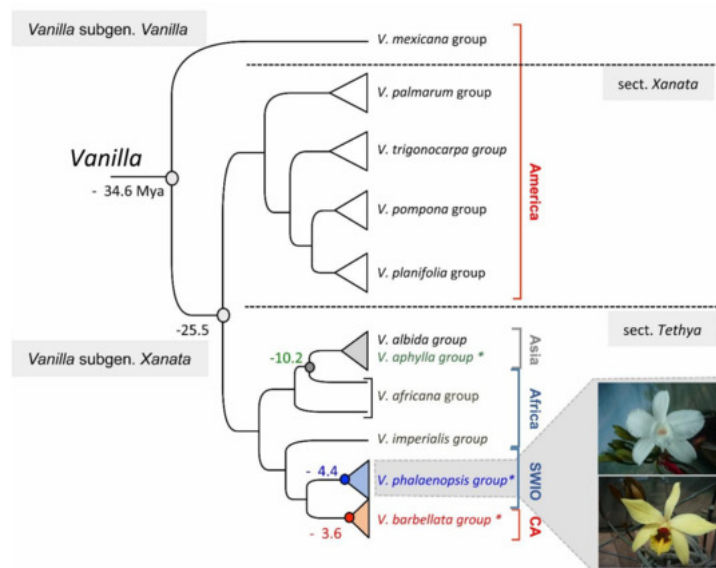 Vanilla subgen. Vanilla
V. mexicana group
sect. Xanata
V. palmarum group
V. trigonocarpa group
Vanilla
- 34.6 Mya
America
V. pompona group
V. planifolia group
-25.5
sect. Tethya
Vanilla subgen. Xanata
V. albida group
V. aphylla group *
Asia
-10.2
V. africana group
Africa
V. imperialis group
- 4.4
V. phalaenopsis group*
SWIO
V. barbellata group *
CA
- 3.6